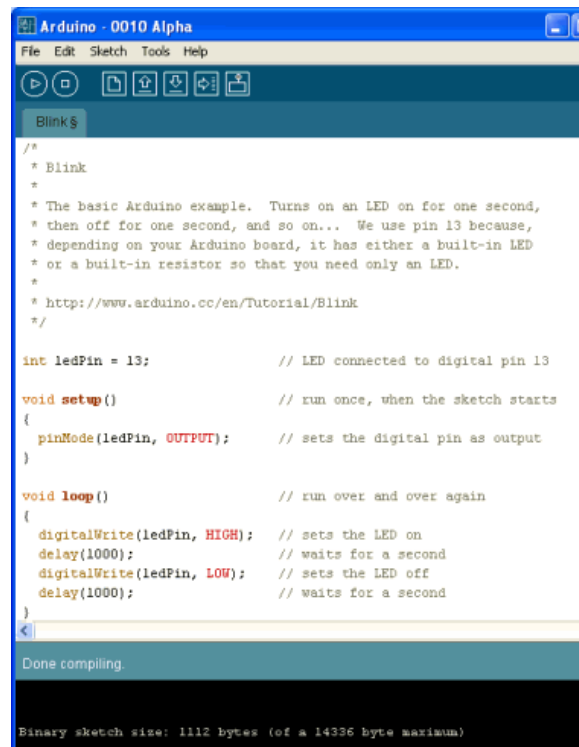 Arduino - 0010 Alpha
File Edit Sketch Tools Help
Blink §
/*
 * Blink
 *
 * The basic Arduino example.  Turns on an LED on for one second,
 * then off for one second, and so on...  We use pin 13 because,
 * depending on your Arduino board, it has either a built-in LED
 * or a built-in resistor so that you need only an LED.
 *
 * http://www.arduino.cc/en/Tutorial/Blink
 */
int ledPin = 13;                // LED connected to digital pin 13
void setup()                    // run once, when the sketch starts
{
  pinMode(ledPin, OUTPUT);      // sets the digital pin as output
}
void loop()                     // run over and over again
{
  digitalWrite(ledPin, HIGH);   // sets the LED on
  delay(1000);                  // waits for a second
  digitalWrite(ledPin, LOW);    // sets the LED off
  delay(1000);                  // waits for a second
}
Done compiling.
Binary sketch size: 1112 bytes (of a 14336 byte maximum)